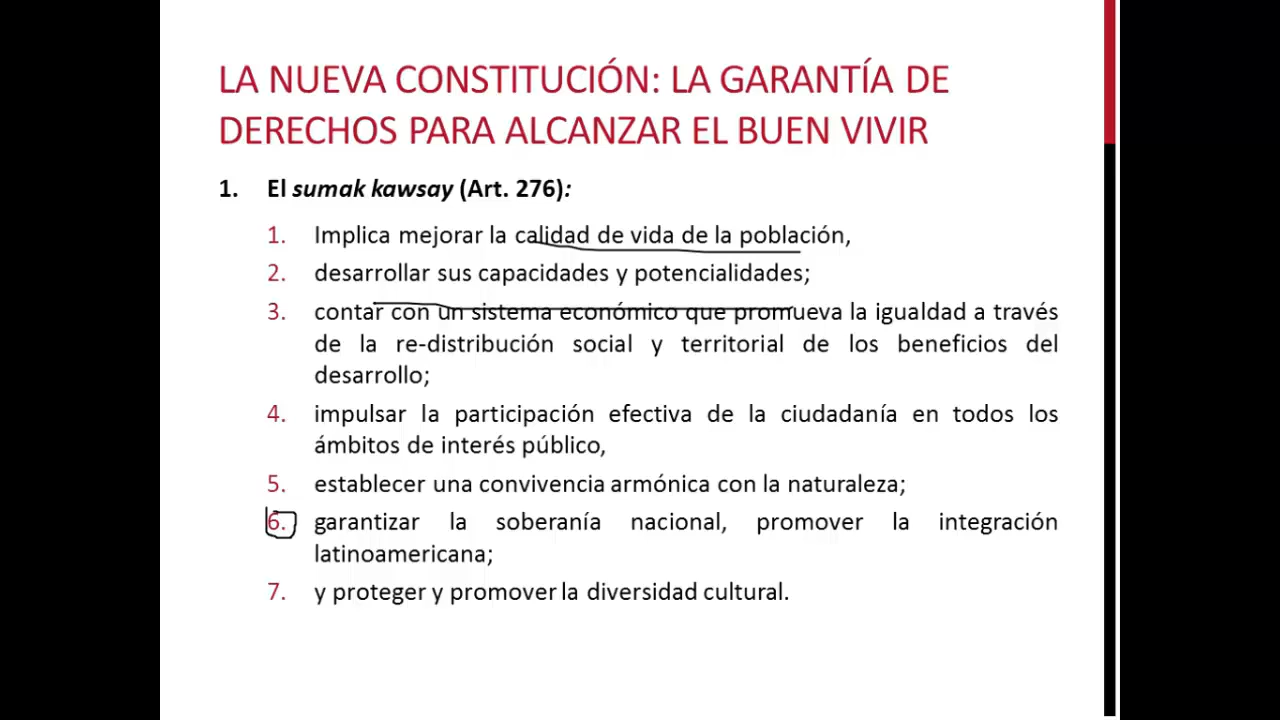 LA NUEVA CONSTITUCIÓN: LA GARANTÍA DE
DERECHOS PARA ALCANZAR EL BUEN VIVIR
1. El sumak kawsay (Art. 276):
1. Implica mejorar la calidad de vida de la población,
2. desarrollar sus capacidades y potencialidades;
3. contar con un sistema económico que promueva la igualdad a través
de la re-distribución social y territorial de los beneficios del
desarrollo;
4. impulsar la participación efectiva de la ciudadanía en todos los
ámbitos de interés público,
5. establecer una convivencia armónica con la naturaleza;
6. garantizar la soberanía nacional, promover la integración
latinoamericana;
7. y proteger y promover la diversidad cultural.